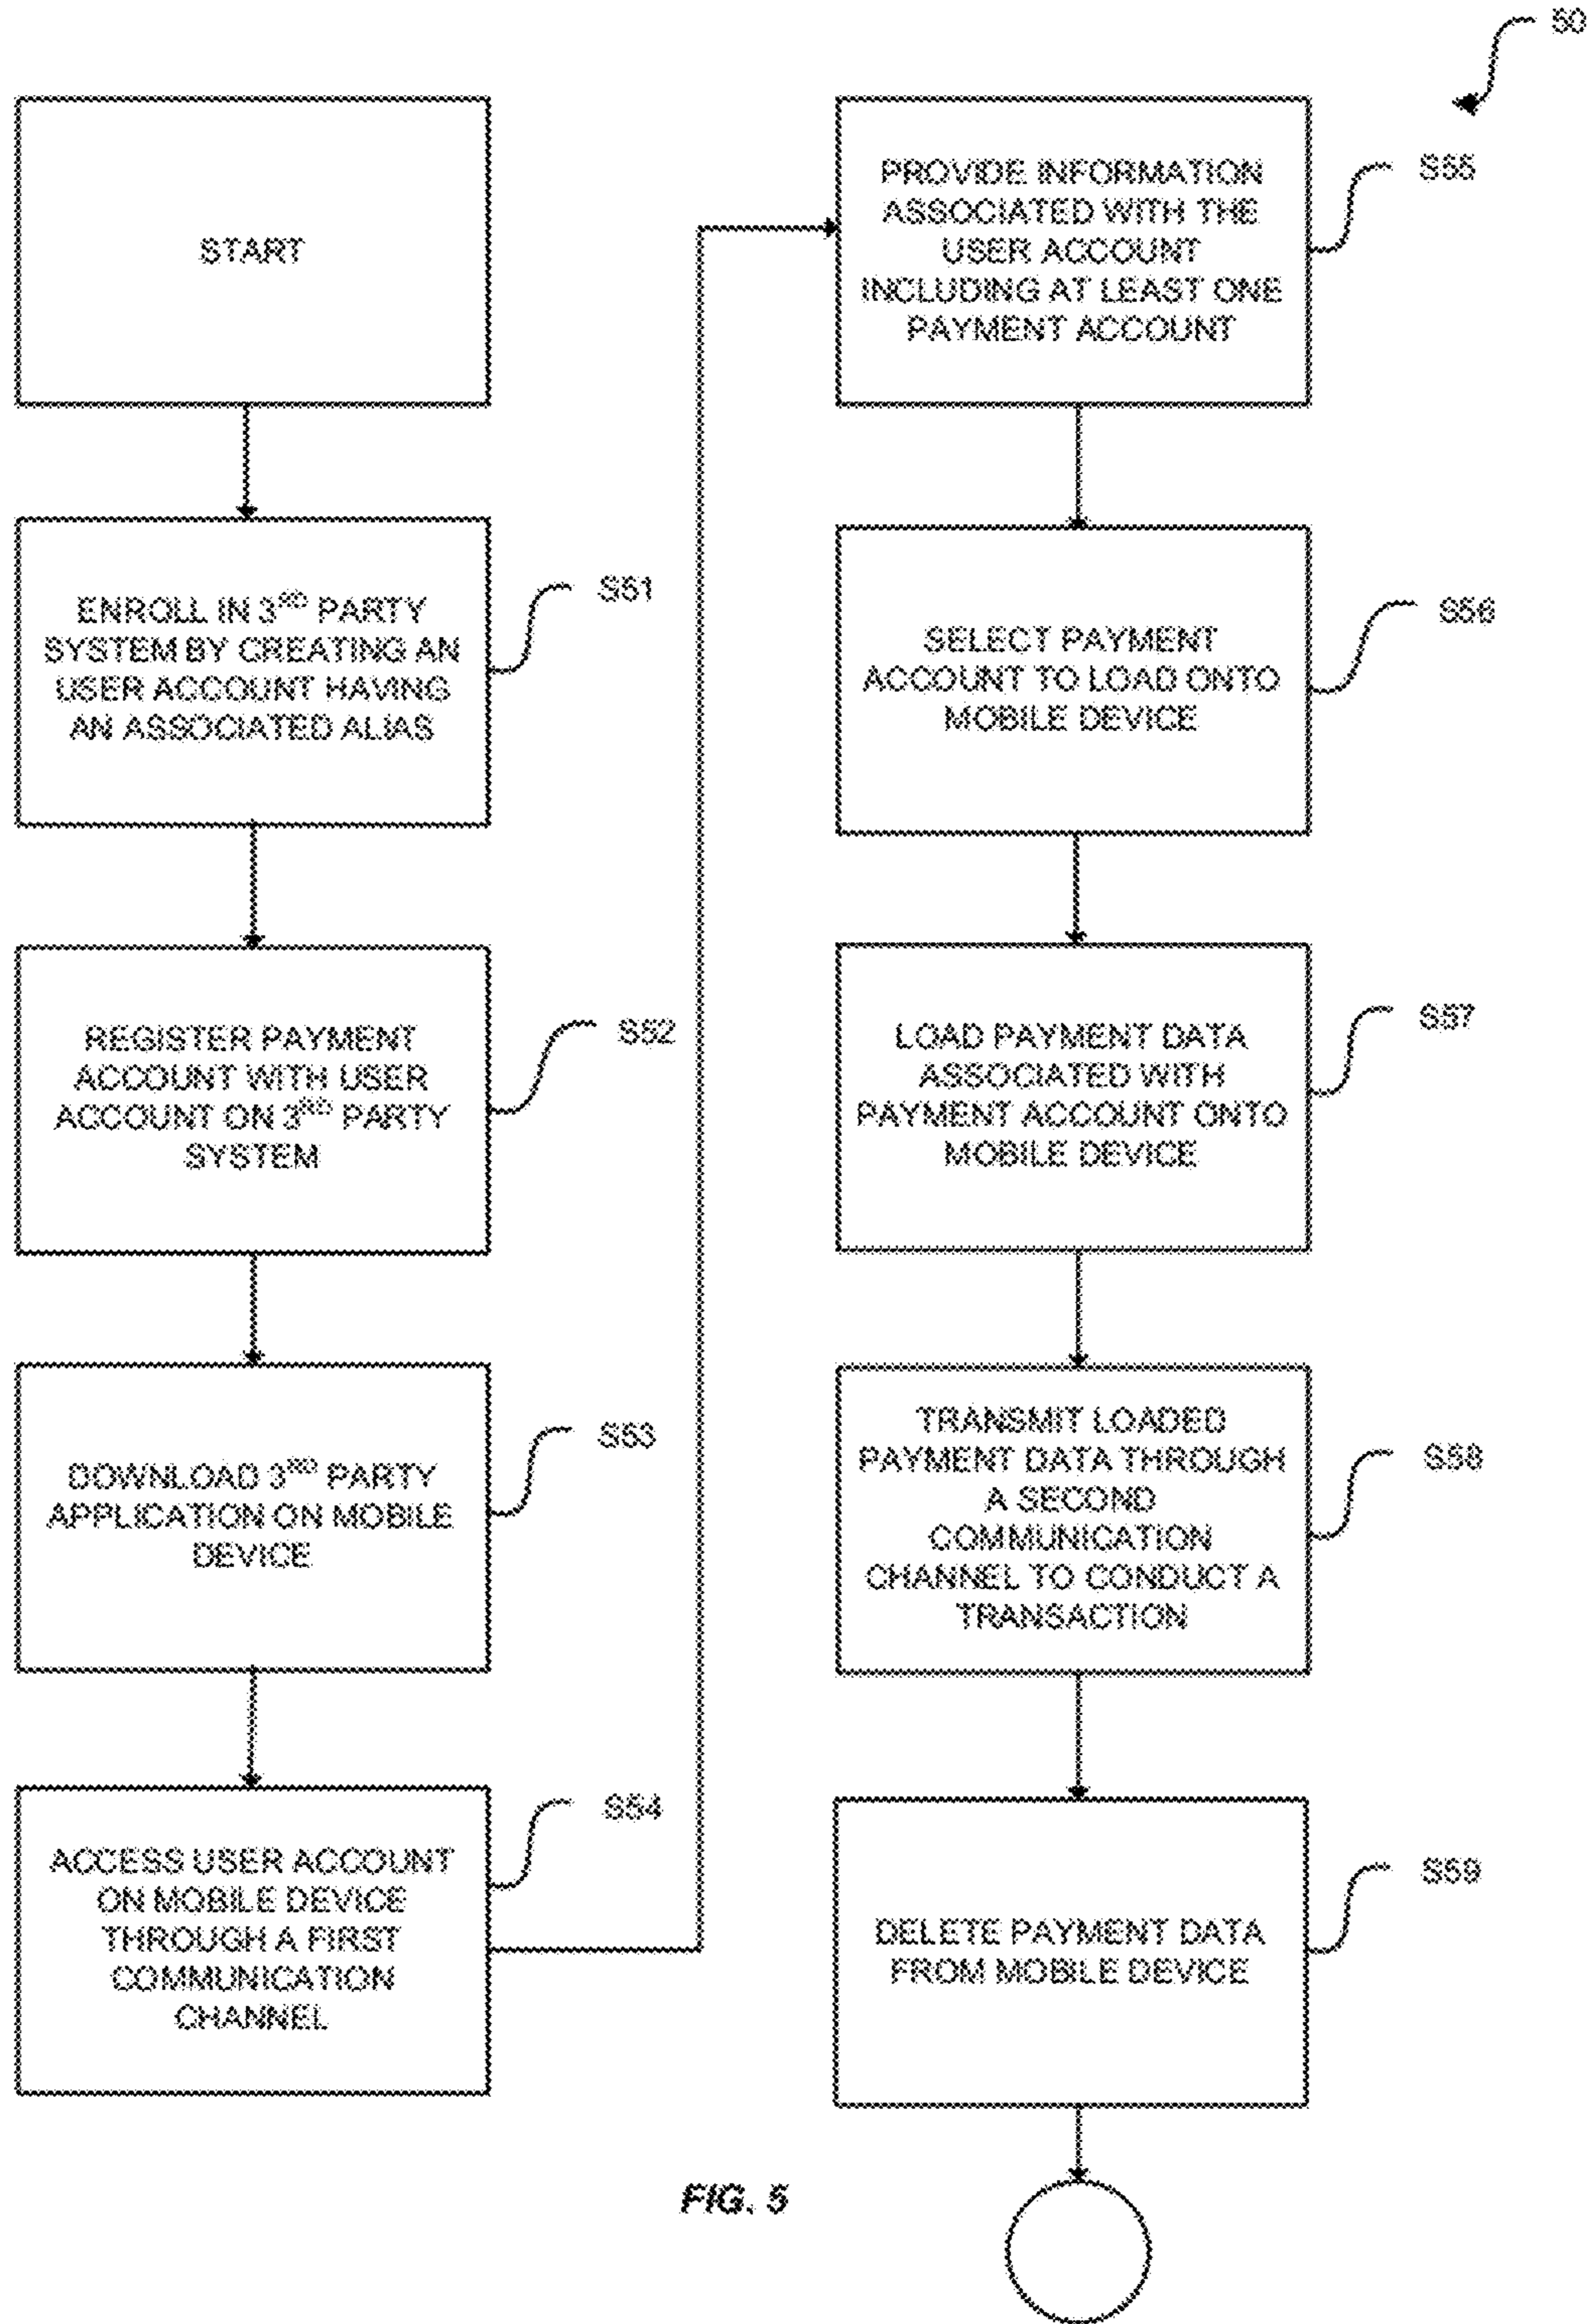 50
START
ENROLL IN 3RD PARTY
SYSTEM BY CREATING AN
USER ACCOUNT HAVING
AN ASSOCIATED ALIAS
S51
REGISTER PAYMENT
ACCOUNT WITH USER
ACCOUNT ON 3RD PARTY
SYSTEM
S52
DOWNLOAD 3RD PARTY
APPLICATION ON MOBILE
DEVICE
S53
ACCESS USER ACCOUNT
ON MOBILE DEVICE
THROUGH A FIRST
COMMUNICATION
CHANNEL
S54
PROVIDE INFORMATION
ASSOCIATED WITH THE
USER ACCOUNT
INCLUDING AT LEAST ONE
PAYMENT ACCOUNT
S55
SELECT PAYMENT
ACCOUNT TO LOAD ONTO
MOBILE DEVICE
S56
LOAD PAYMENT DATA
ASSOCIATED WITH
PAYMENT ACCOUNT ONTO
MOBILE DEVICE
S57
TRANSMIT LOADED
PAYMENT DATA THROUGH
A SECOND
COMMUNICATION
CHANNEL TO CONDUCT A
TRANSACTION
S58
DELETE PAYMENT DATA
FROM MOBILE DEVICE
S59
FIG. 5